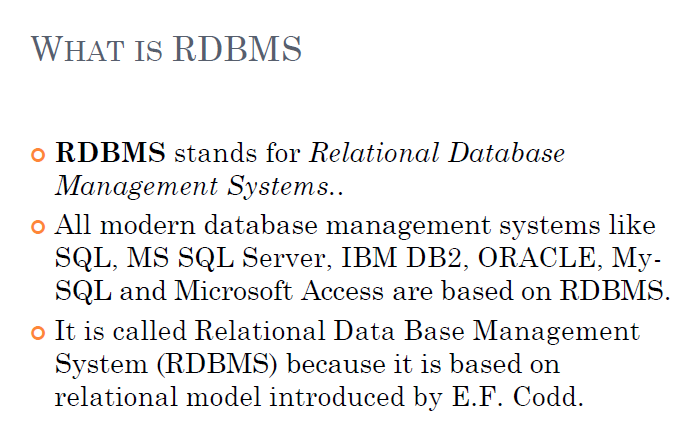 WHAT IS RDBMS
RDBMS stands for Relational Database
Management Systems..
All modern database management systems like
SQL, MS SQL Server, IBM DB2, ORACLE, My-
SQL and Microsoft Access are based on RDBMS.
It is called Relational Data Base Management
System (RDBMS) because it is based on
relational model introduced by E.F. Codd.